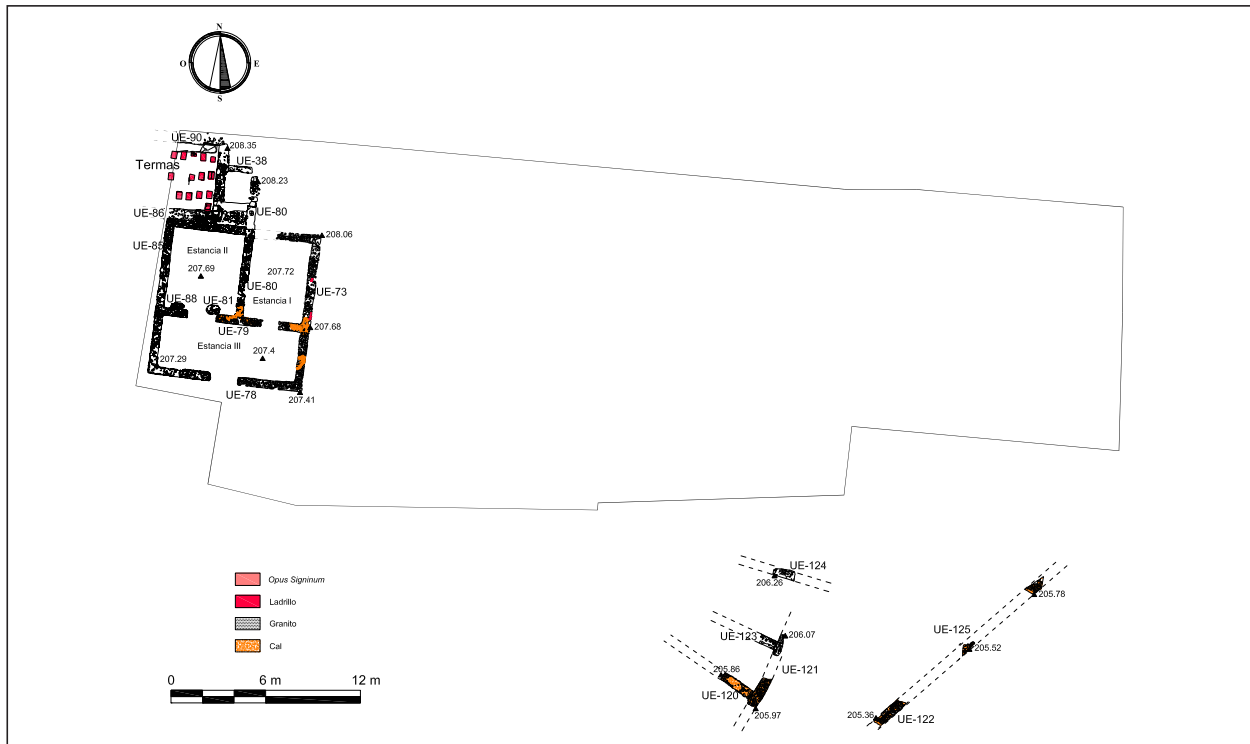 N
O
E
S
UE-90
208.35
Termas
UE-38
208.23
UE-86
UE-80
208.06
UE-85
Estancia II
207.69
207.72
UE-80
UE-73
UE-88
UE-81
Estancia I
207.68
UE-79
Estancia III
207.4
207.29
UE-78
207.41
Opus Signinum
Ladrillo
Granito
Cal
0 6 m 12 m
UE-124
206.26
UE-123
206.07
205.86
UE-121
UE-120
205.97
205.78
UE-125
205.52
205.36
UE-122